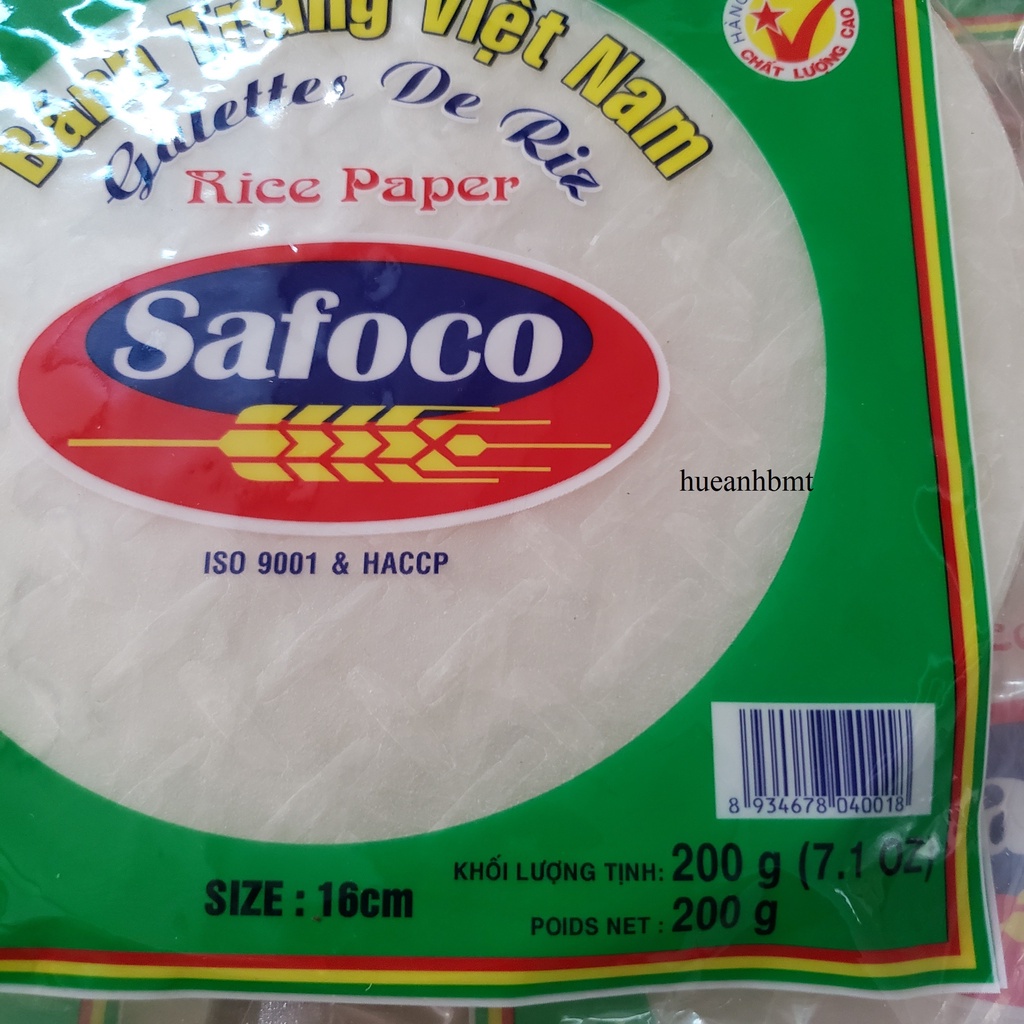 Bánh Tráng Việt Nam
Galettes De Riz
Rice Paper
HÀNG
CHẤT LƯỢNG CAO
Safoco
hueanhbmt
ISO 9001 & HACCP
8 934678 040018
KHỐI LƯỢNG TỊNH: 200 g (7.1 OZ)
SIZE : 16cm
POIDS NET : 200 g